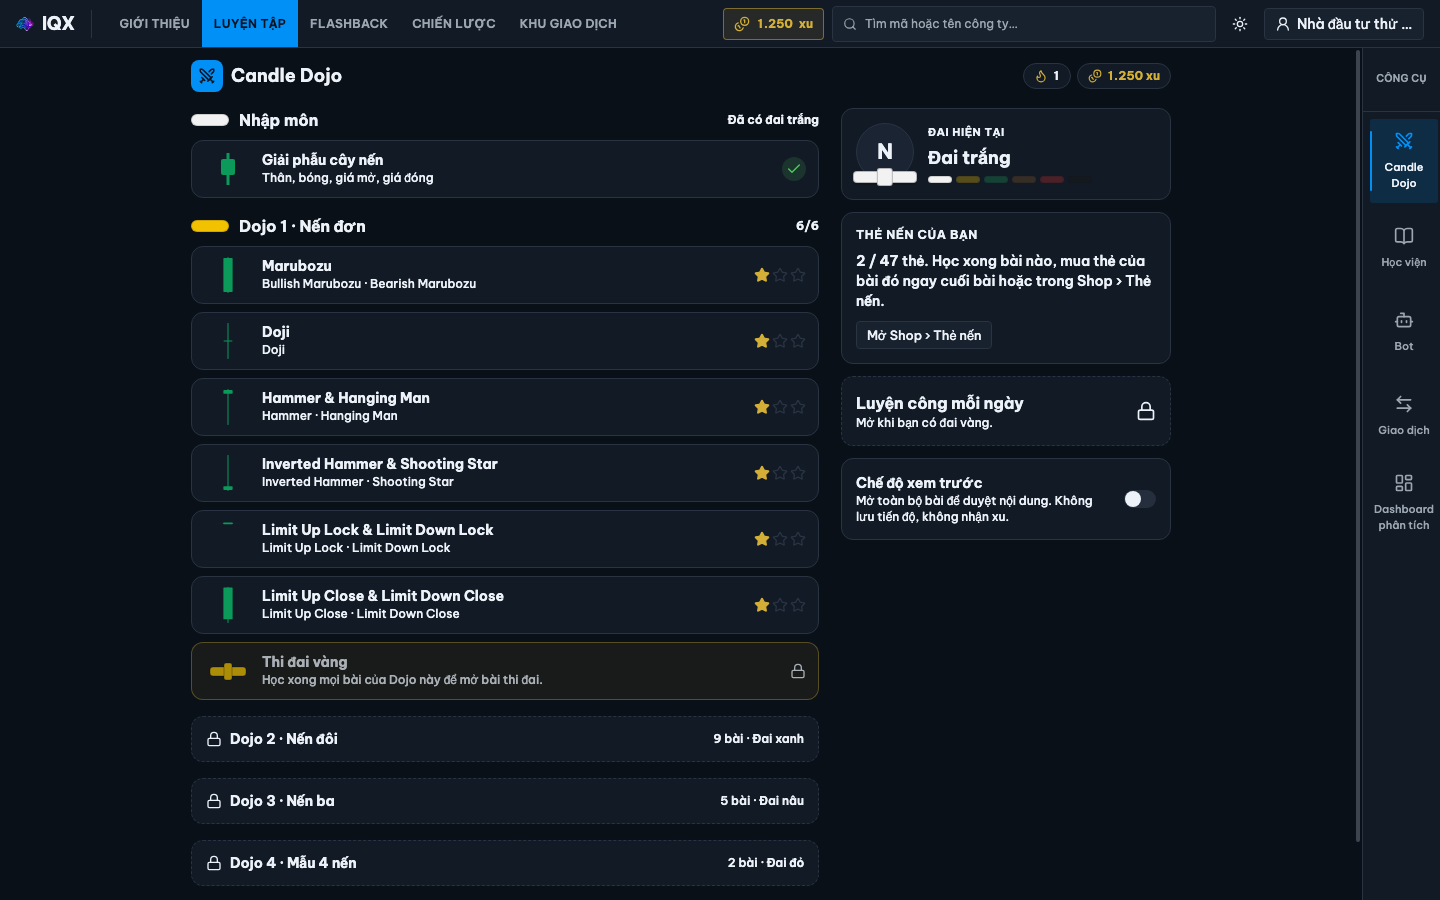 IQX
GIỚI THIỆU
LUYỆN TẬP
FLASHBACK
CHIẾN LƯỢC
KHU GIAO DỊCH
1.250 xu
Tìm mã hoặc tên công ty...
Nhà đầu tư thử ...
Candle Dojo
1
1.250 xu
Nhập môn
Đã có đai trắng
Giải phẫu cây nến
Thân, bóng, giá mở, giá đóng
Dojo 1 · Nến đơn
6/6
Marubozu
Bullish Marubozu · Bearish Marubozu
Doji
Doji
Hammer & Hanging Man
Hammer · Hanging Man
Inverted Hammer & Shooting Star
Inverted Hammer · Shooting Star
Limit Up Lock & Limit Down Lock
Limit Up Lock · Limit Down Lock
Limit Up Close & Limit Down Close
Limit Up Close · Limit Down Close
Thi đai vàng
Học xong mọi bài của Dojo này để mở bài thi đai.
Dojo 2 · Nến đôi
9 bài · Đai xanh
Dojo 3 · Nến ba
5 bài · Đai nâu
Dojo 4 · Mẫu 4 nến
2 bài · Đai đỏ
N
ĐAI HIỆN TẠI
Đai trắng
THẺ NẾN CỦA BẠN
2 / 47 thẻ. Học xong bài nào, mua thẻ của
bài đó ngay cuối bài hoặc trong Shop > Thẻ
nến.
Mở Shop > Thẻ nến
Luyện công mỗi ngày
Mở khi bạn có đai vàng.
Chế độ xem trước
Mở toàn bộ bài để duyệt nội dung. Không
lưu tiến độ, không nhận xu.
CÔNG CỤ
Candle
Dojo
Học viện
Bot
Giao dịch
Dashboard
phân tích